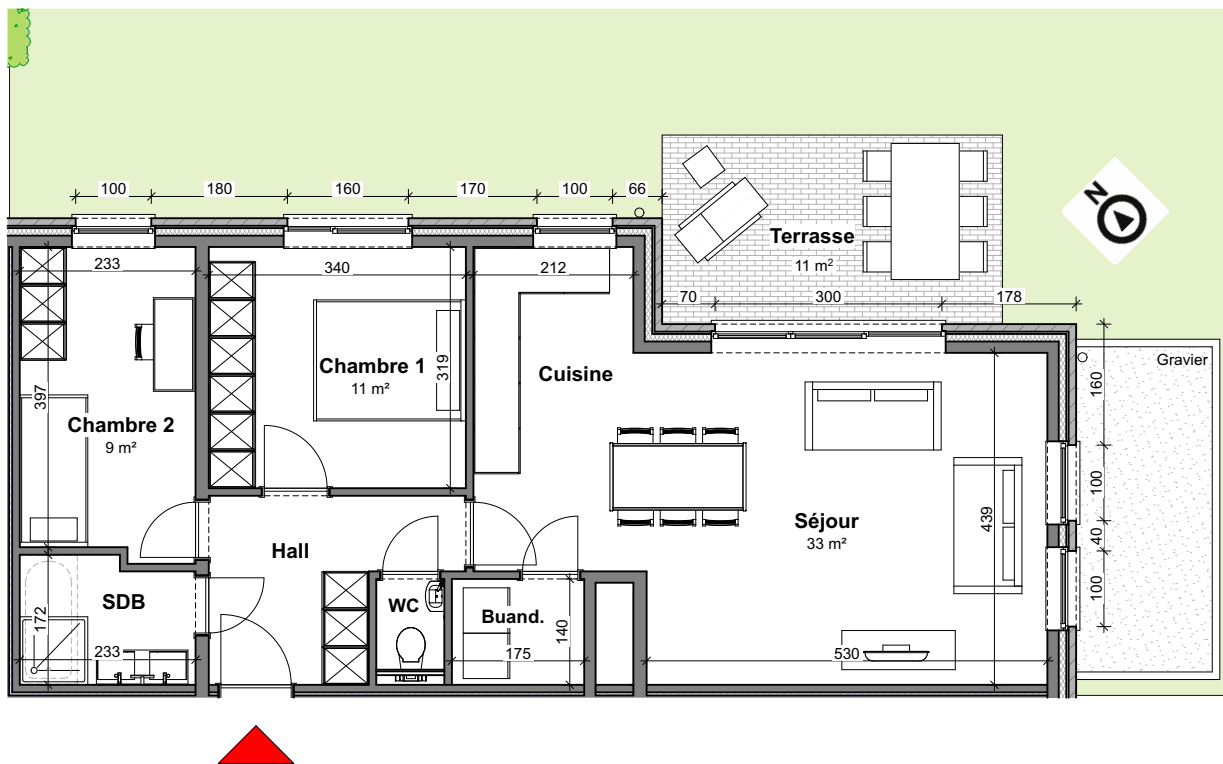 100 180 160 170 100 66
N
Terrasse
11 m²
233 340 212
70 300 178
Gravier
160
Chambre 1
11 m²
319
Cuisine
397
Chambre 2
9 m²
100
Séjour
33 m²
439
40
Hall
100
SDB
WC
Buand.
172
140
233
175
530